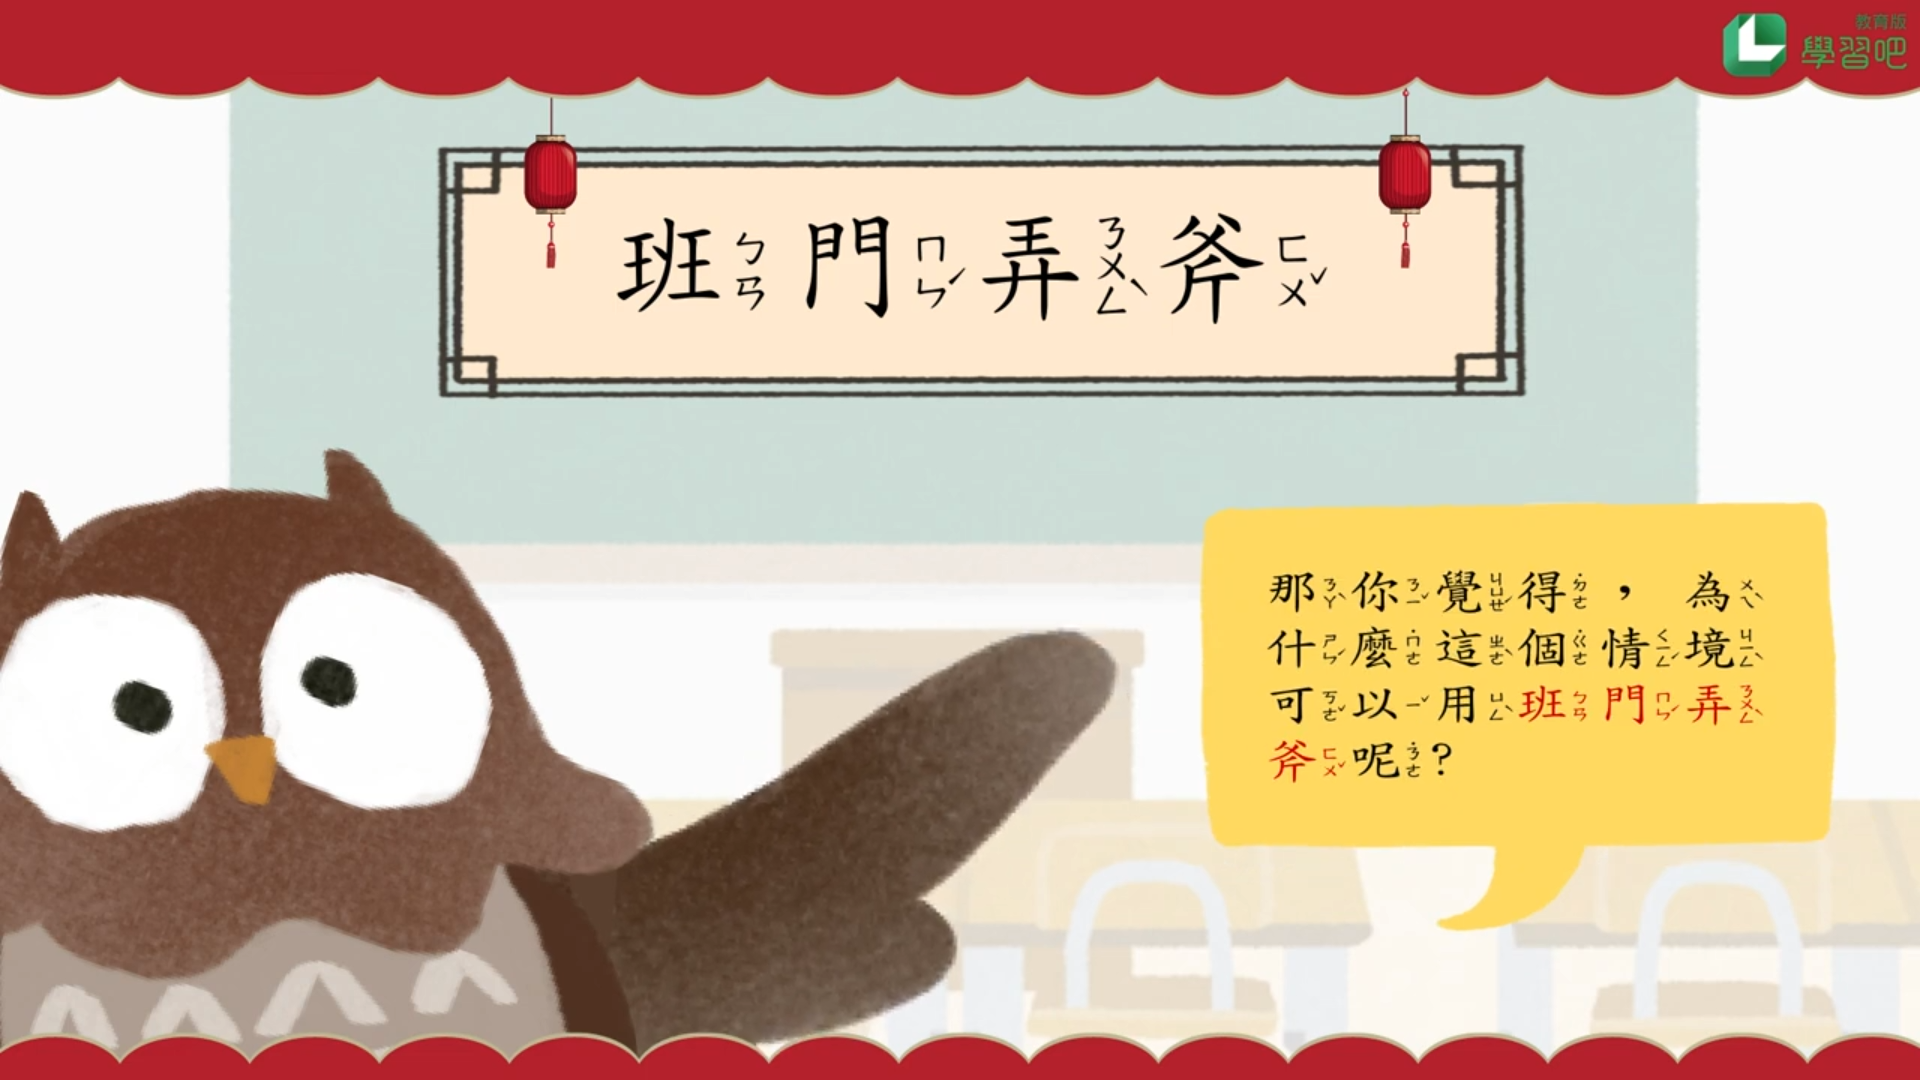 教育版
學習吧
班ㄅㄢ門ㄇㄣˊ弄ㄋㄨㄥˋ斧ㄈㄨˇ
那ㄋㄚˋ你ㄋㄧˇ覺ㄐㄩㄝˊ得ㄉㄜ˙，為ㄨㄟˋ
什ㄕㄣˊ麼ㄇㄜ˙這ㄓㄜˋ個ㄍㄜ˙情ㄑㄧㄥˊ境ㄐㄧㄥˋ
可ㄎㄜˇ以ㄧˇ用ㄩㄥˋ班ㄅㄢ門ㄇㄣˊ弄ㄋㄨㄥˋ
斧ㄈㄨˇ呢ㄋㄜ˙？